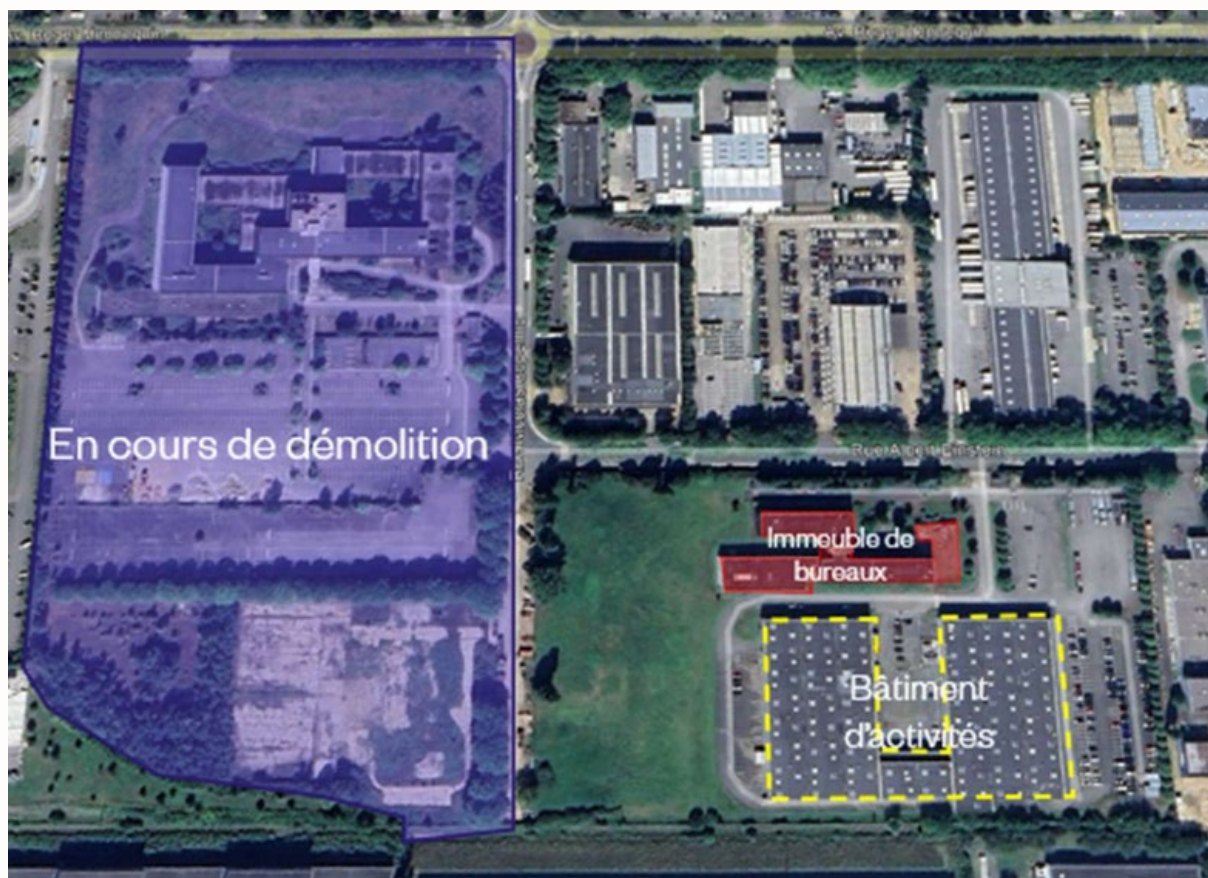 En cours de démolition
Rue Albert Einstein
Immeuble de
bureaux
Bâtiment
d'activités